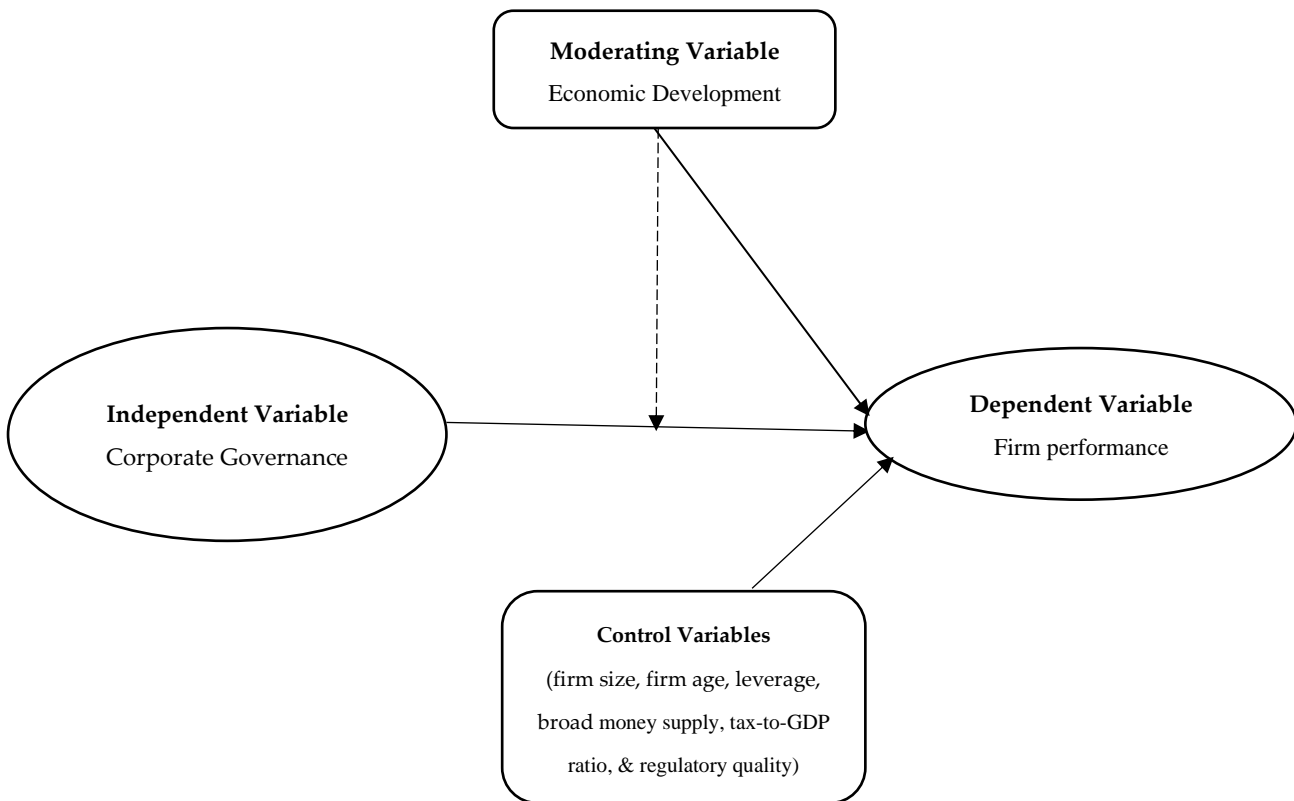 Moderating Variable
Economic Development
Independent Variable
Corporate Governance
Dependent Variable
Firm performance
Control Variables
(firm size, firm age, leverage,
broad money supply, tax-to-GDP
ratio, & regulatory quality)